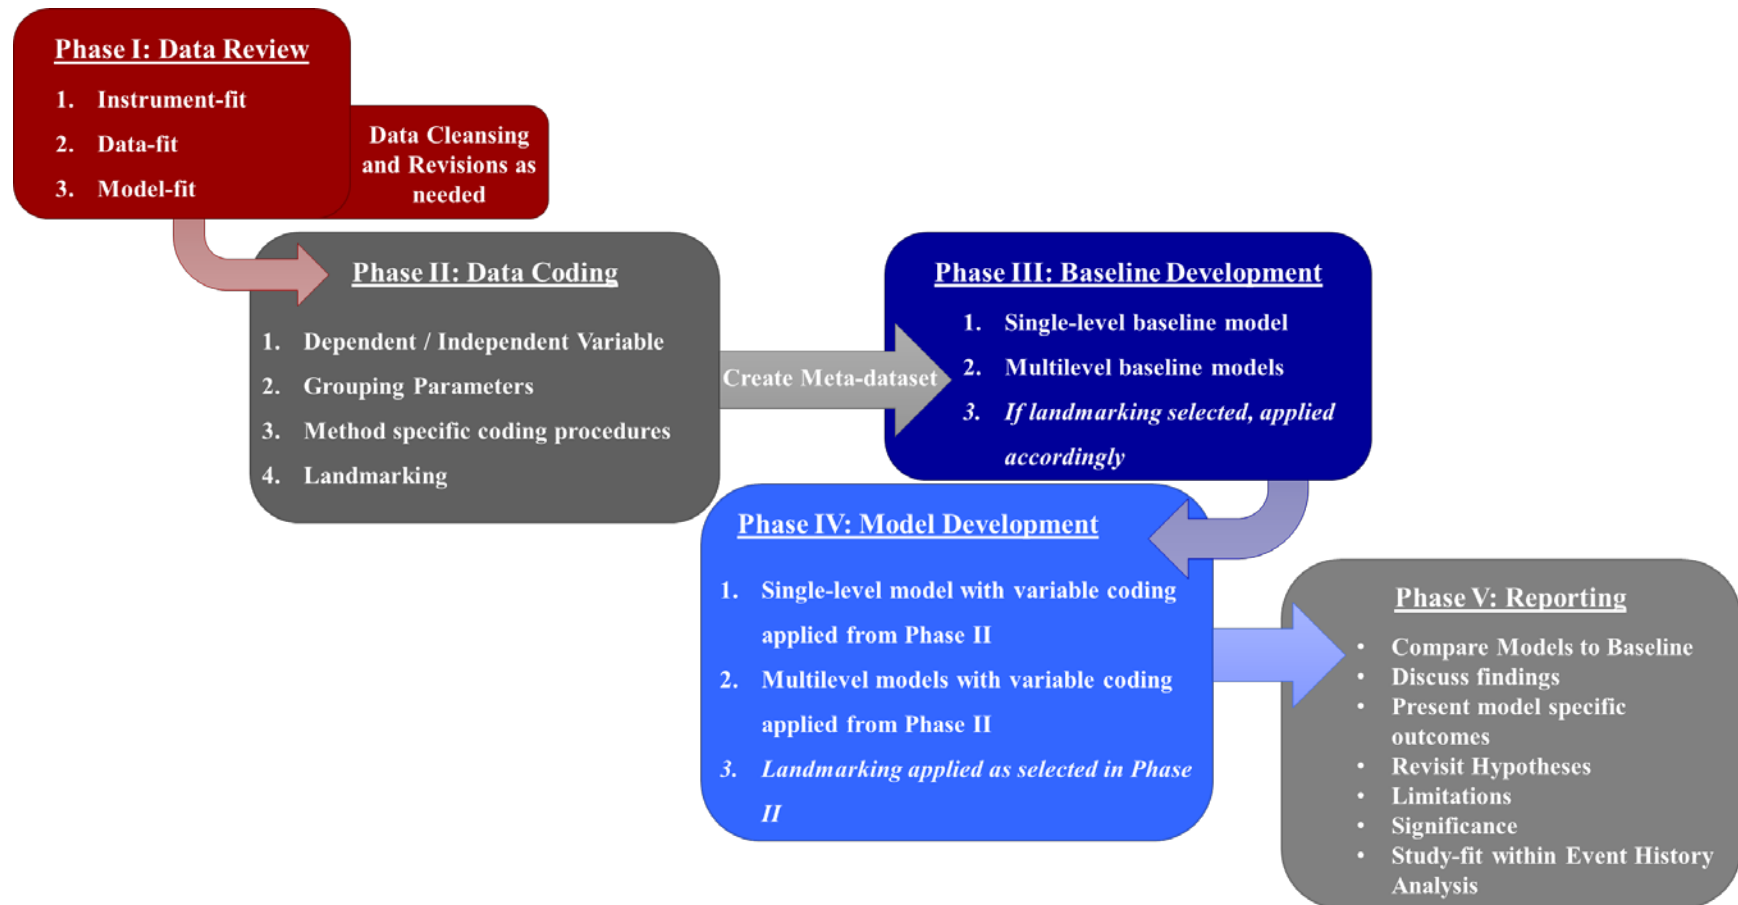 Phase I: Data Review
1. Instrument-fit
2. Data-fit
3. Model-fit
Data Cleansing
and Revisions as
needed
Phase II: Data Coding
1. Dependent / Independent Variable
2. Grouping Parameters
3. Method specific coding procedures
4. Landmarking
Create Meta-dataset
Phase III: Baseline Development
1. Single-level baseline model
2. Multilevel baseline models
3. If landmarking selected, applied
accordingly
Phase IV: Model Development
1. Single-level model with variable coding
applied from Phase II
2. Multilevel models with variable coding
applied from Phase II
3. Landmarking applied as selected in Phase
II
Phase V: Reporting
• Compare Models to Baseline
• Discuss findings
• Present model specific
outcomes
• Revisit Hypotheses
• Limitations
• Significance
• Study-fit within Event History
Analysis